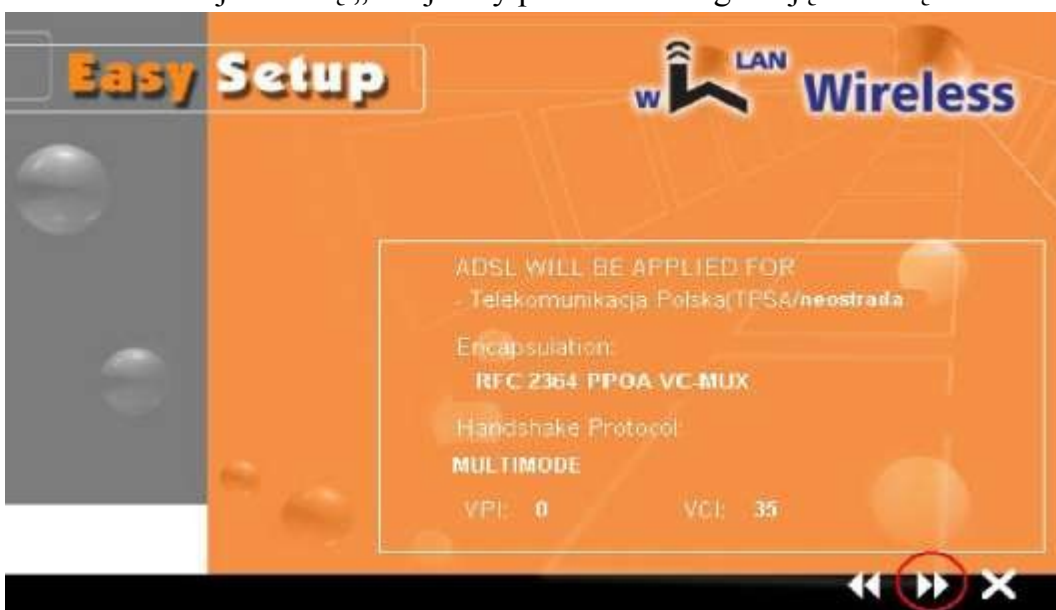 Easy Setup
w LAN Wireless
ADSL WILL BE APPLIED FOR
- Telekomunikacja Polska(TPSA/neostrada
Encapsulation:
RFC 2364 PPOA VC-MUX
Handshake Protocol:
MULTIMODE
VPI: 0 VCI: 35